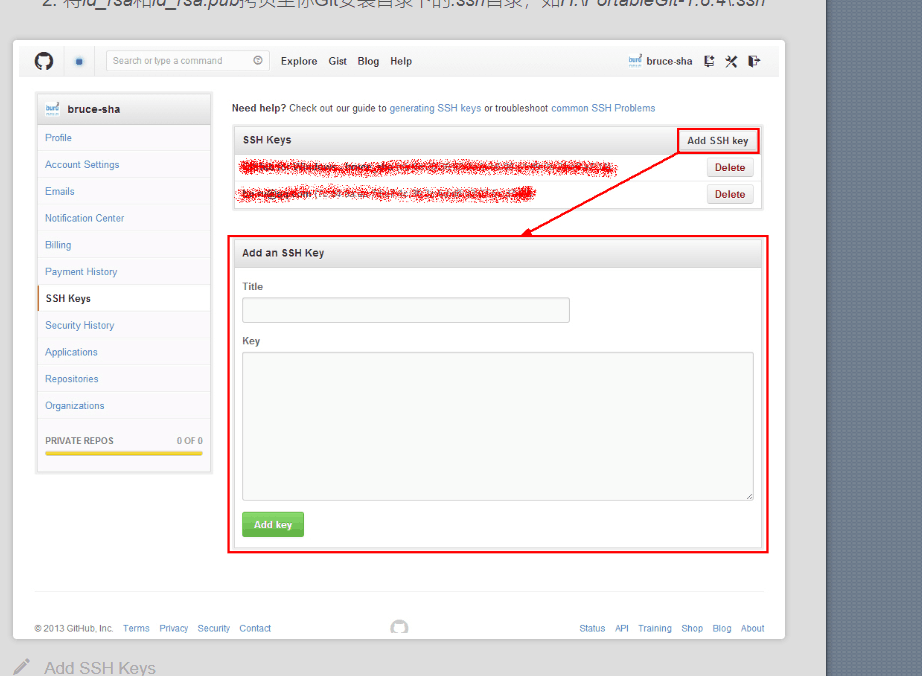 2. 将id_rsa和id_rsa.pub拷贝至你Git安装目录下的.ssh目录，如H:\PortableGit-1.8.4\.ssh
Search or type a command
Explore Gist Blog Help
bruce-sha
bruce-sha
Profile
Account Settings
Emails
Notification Center
Billing
Payment History
SSH Keys
Security History
Applications
Repositories
Organizations
PRIVATE REPOS 0 OF 0
Need help? Check out our guide to generating SSH keys or troubleshoot common SSH Problems
SSH Keys
Add SSH key
Delete
Delete
Add an SSH Key
Title
Key
Add key
© 2013 GitHub, Inc. Terms Privacy Security Contact
Status API Training Shop Blog About
Add SSH Keys